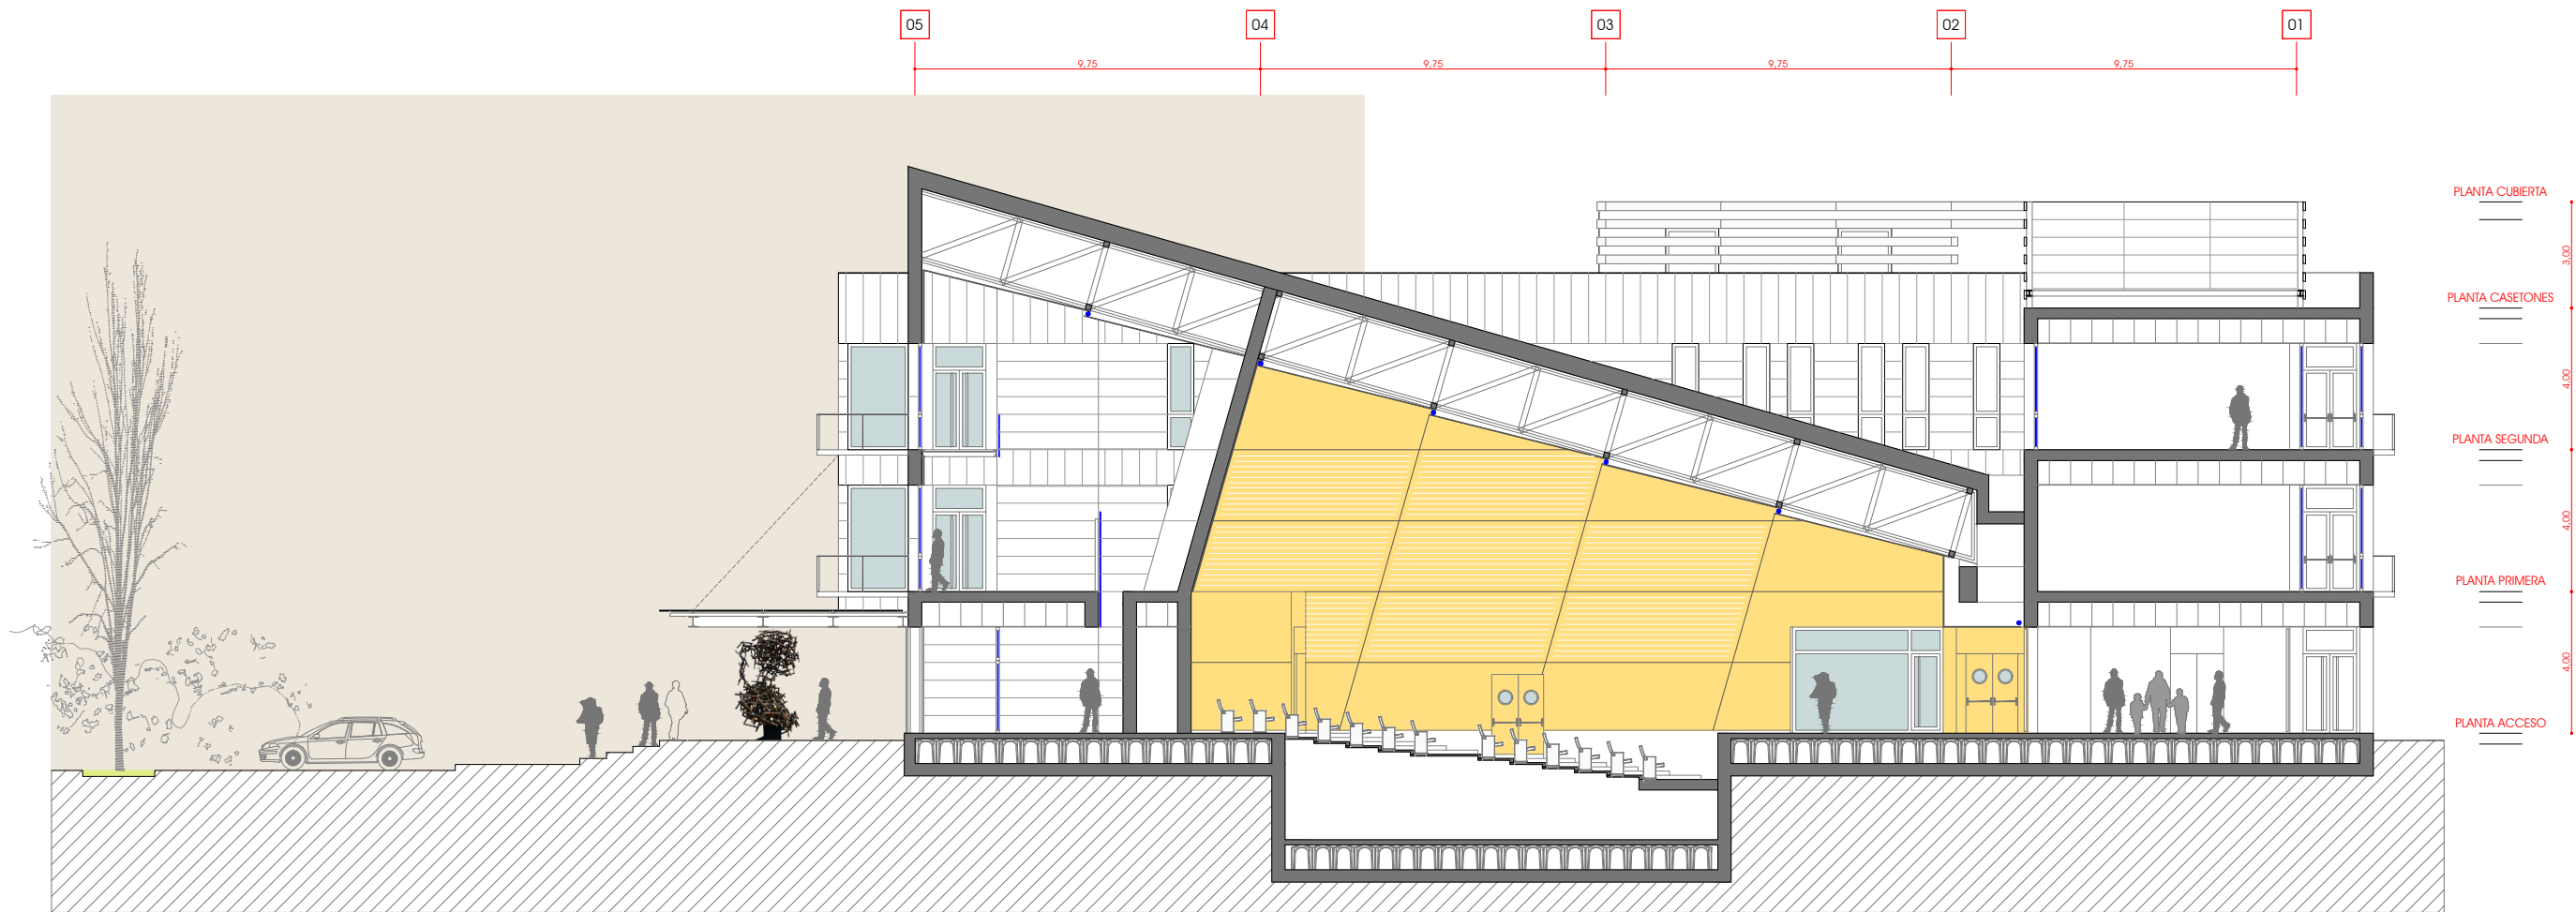 05 04 03 02 01
9,75 9,75 9,75 9,75
PLANTA CUBIERTA
3,00
PLANTA CASETONES
4,00
PLANTA SEGUNDA
4,00
PLANTA PRIMERA
4,00
PLANTA ACCESO